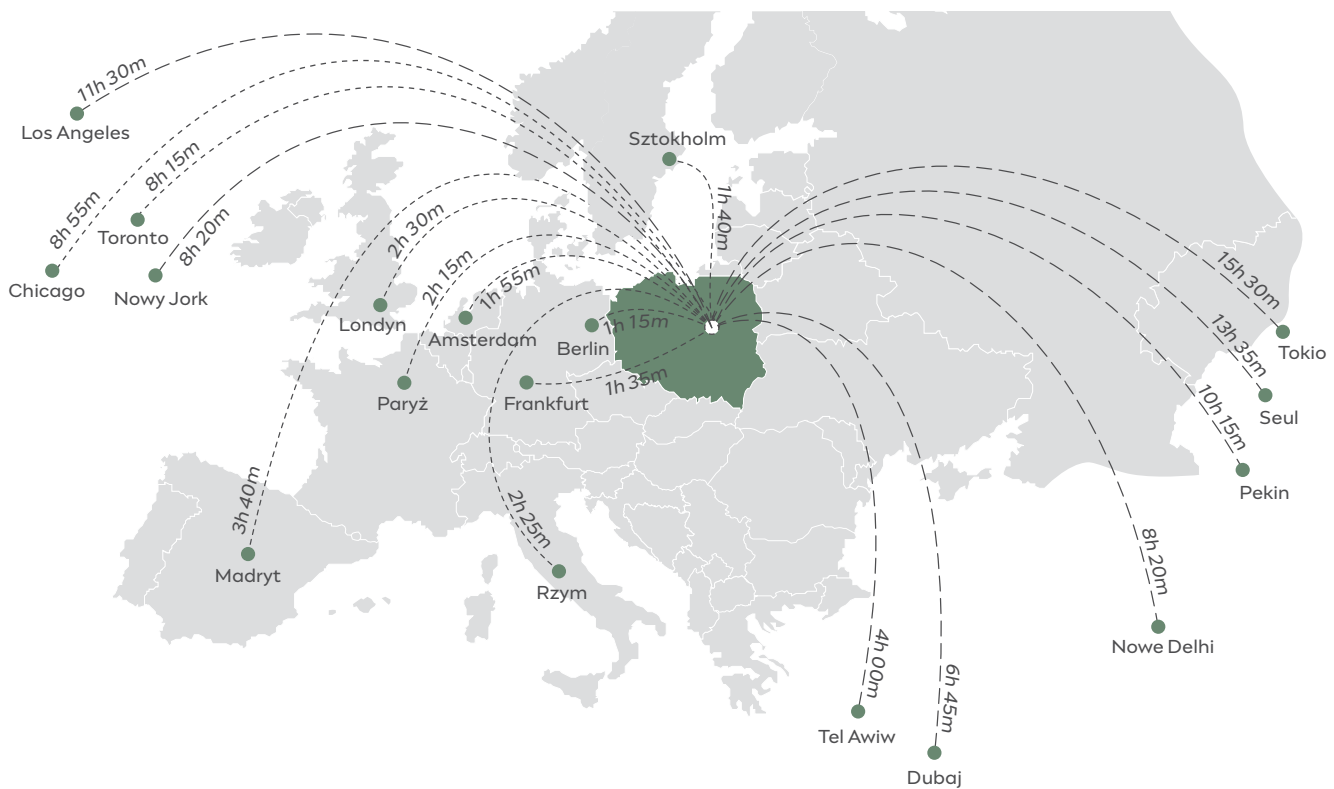 11h 30m
Los Angeles
8h 55m
Chicago
8h 15m
Toronto
8h 20m
Nowy Jork
Sztokholm
1h 40m
2h 30m
Londyn
2h 15m
Paryż
1h 55m
Amsterdam
1h 15m
Berlin
1h 35m
Frankfurt
3h 40m
Madryt
2h 25m
Rzym
15h 30m
Tokio
13h 35m
Seul
10h 15m
Pekin
8h 20m
Nowe Delhi
4h 00m
Tel Awiw
6h 45m
Dubaj